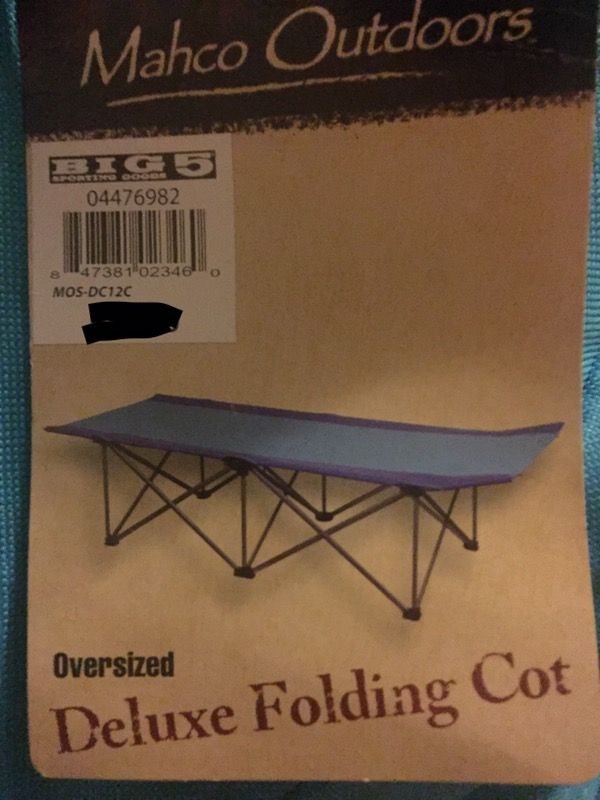 Mahco Outdoors
BIG 5
SPORTING GOODS
04476982
8 47381 02346 0
MOS-DC12C
Oversized
Deluxe Folding Cot